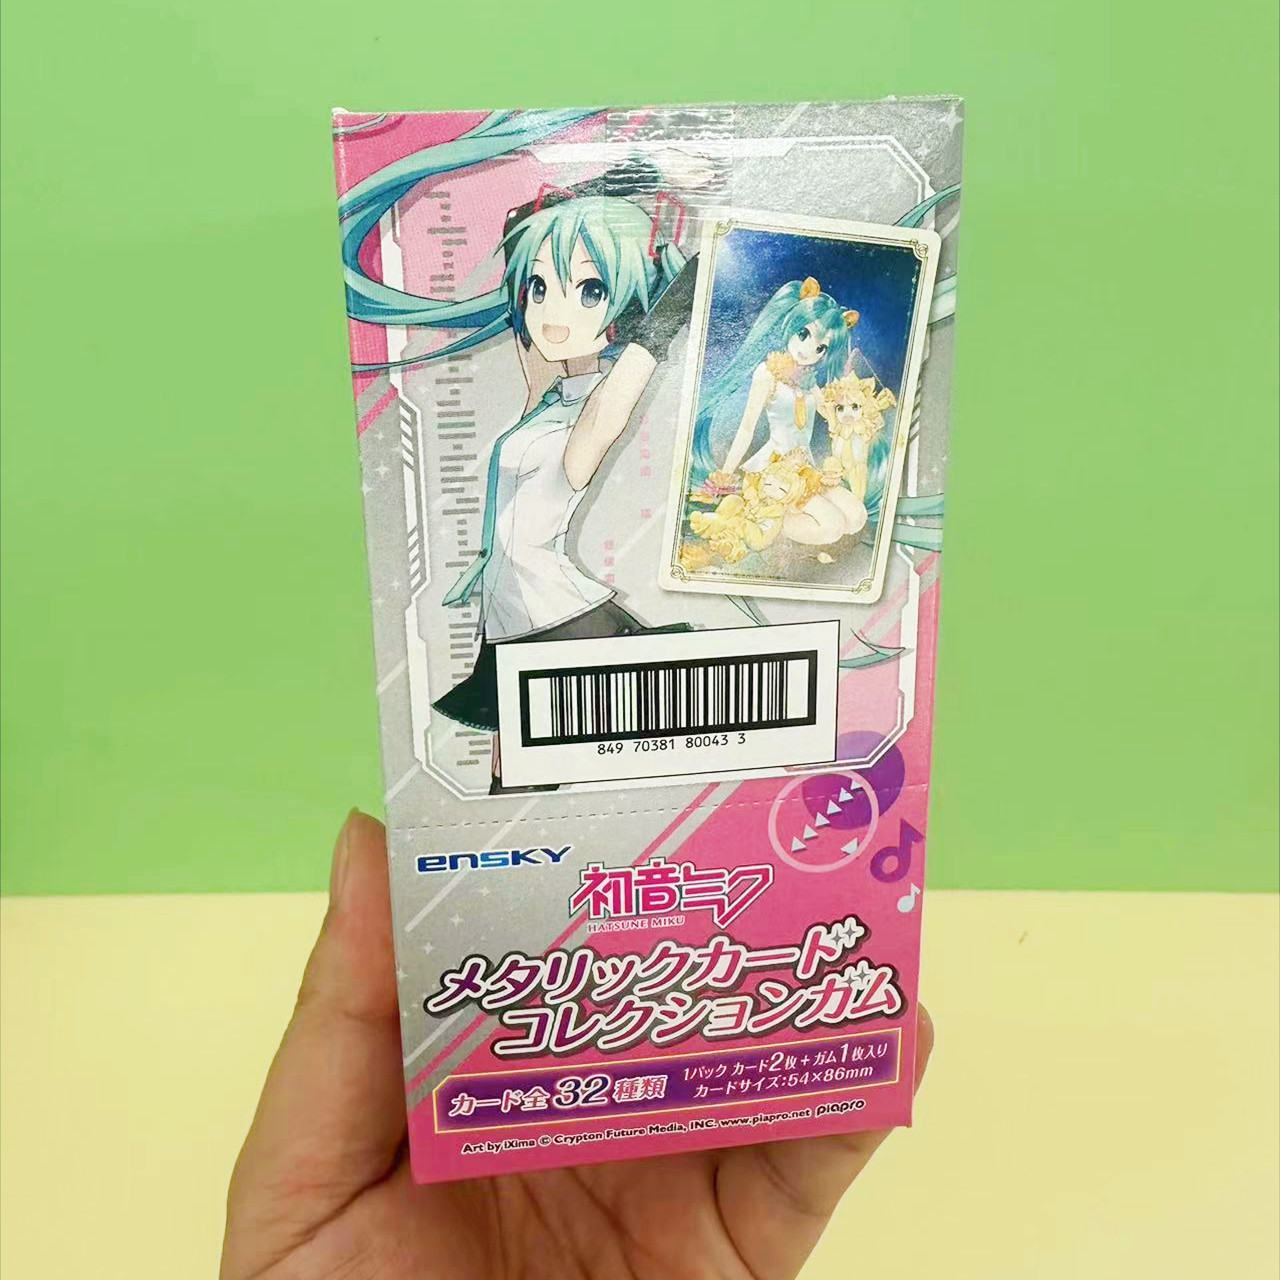 849 70381 80043 3
ensky
初音ミク
HATSUNE MIKU
メタリックカード
コレクションガム
カード全32種類
1パック カード2枚+ガム1枚入り
カードサイズ:54×86mm
Art by iXima © Crypton Future Media, INC. www.piapro.net piapro